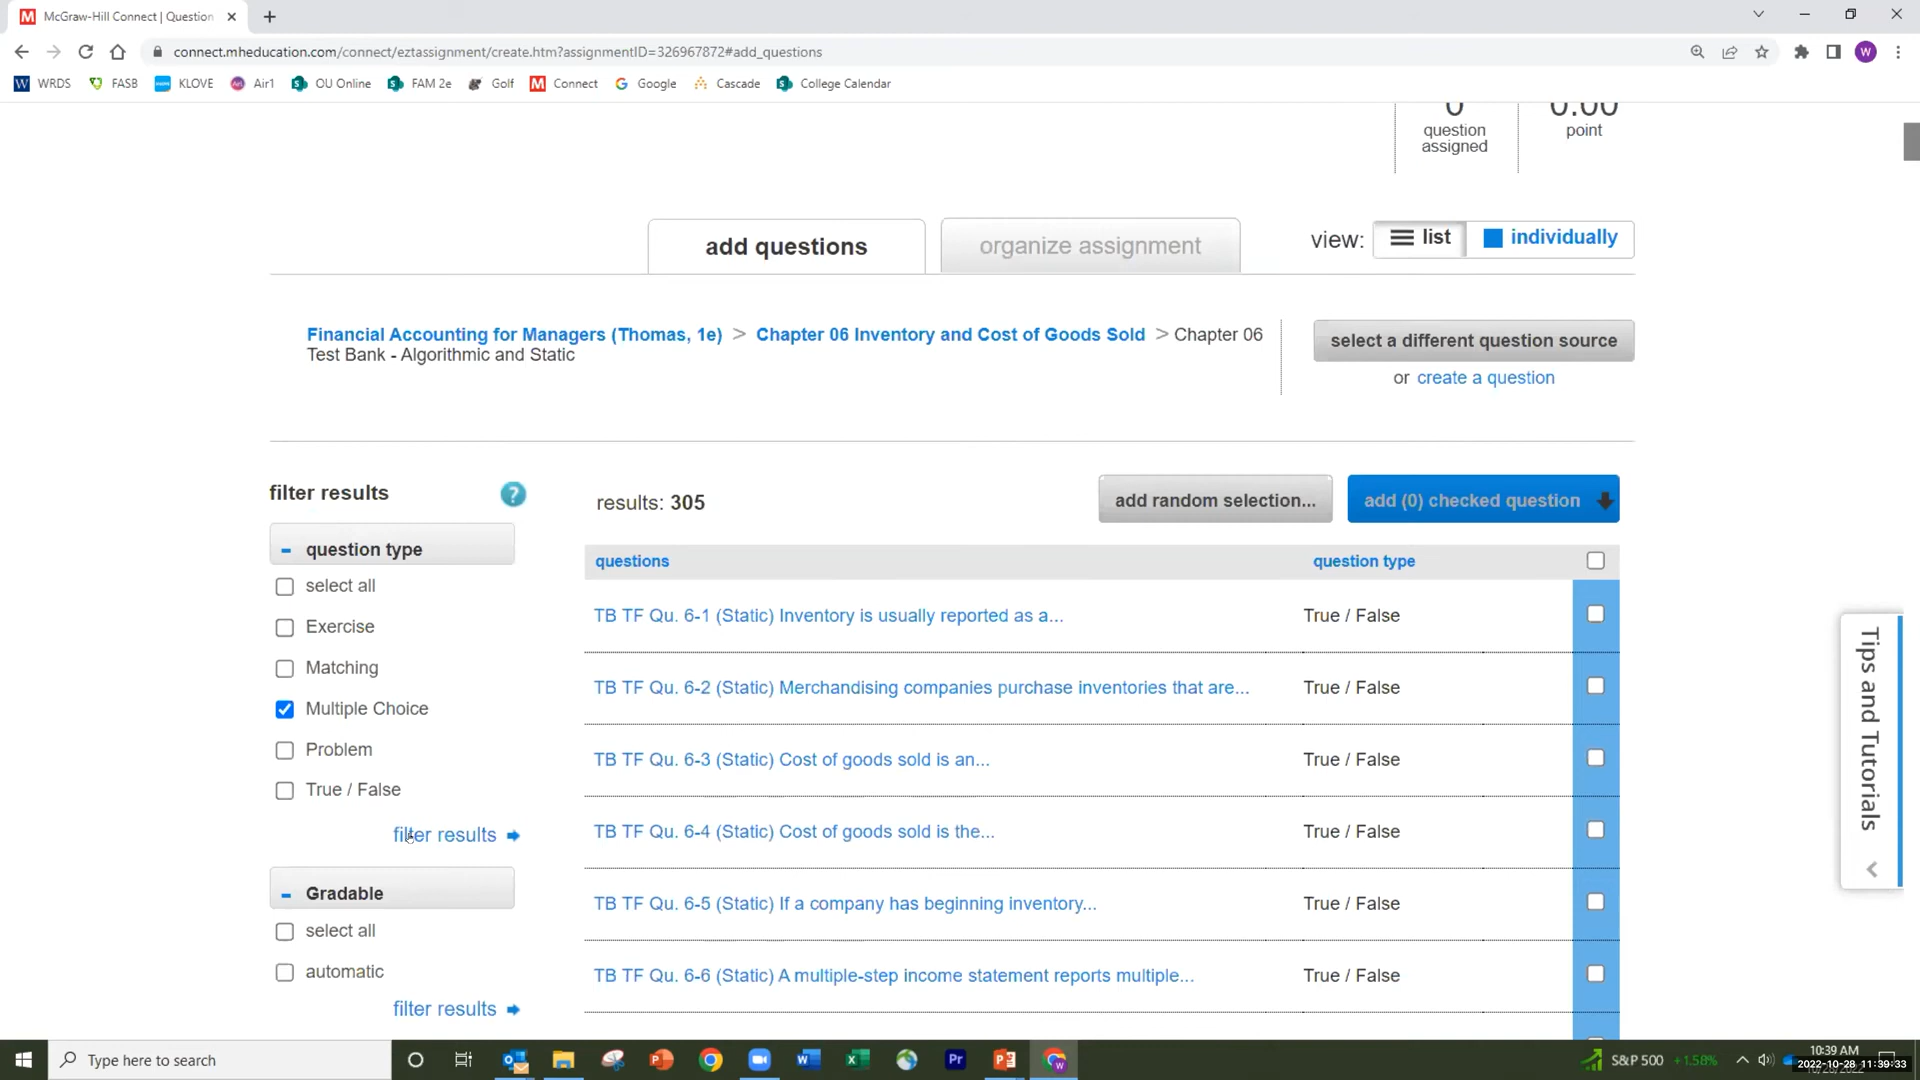 McGraw-Hill Connect | Question
connect.mheducation.com/connect/eztassignment/create.htm?assignmentID=326967872#add_questions
W
WRDS
FASB
KLOVE
Air1
OU Online
FAM 2e
Golf
Connect
Google
Cascade
College Calendar
0 0.00
question point
assigned
add questions
organize assignment
view: list individually
Financial Accounting for Managers (Thomas, 1e) > Chapter 06 Inventory and Cost of Goods Sold > Chapter 06
Test Bank - Algorithmic and Static
select a different question source
or create a question
filter results ?
results: 305
add random selection...
add (0) checked question
question type
select all
Exercise
Matching
Multiple Choice
Problem
True / False
filter results
Gradable
select all
automatic
filter results
questions question type
TB TF Qu. 6-1 (Static) Inventory is usually reported as a... True / False
TB TF Qu. 6-2 (Static) Merchandising companies purchase inventories that are... True / False
TB TF Qu. 6-3 (Static) Cost of goods sold is an... True / False
TB TF Qu. 6-4 (Static) Cost of goods sold is the... True / False
TB TF Qu. 6-5 (Static) If a company has beginning inventory... True / False
TB TF Qu. 6-6 (Static) A multiple-step income statement reports multiple... True / False
Tips and Tutorials
Type here to search
S&P 500 +1.58%
10:39 AM
2022-10-28 11:39:33